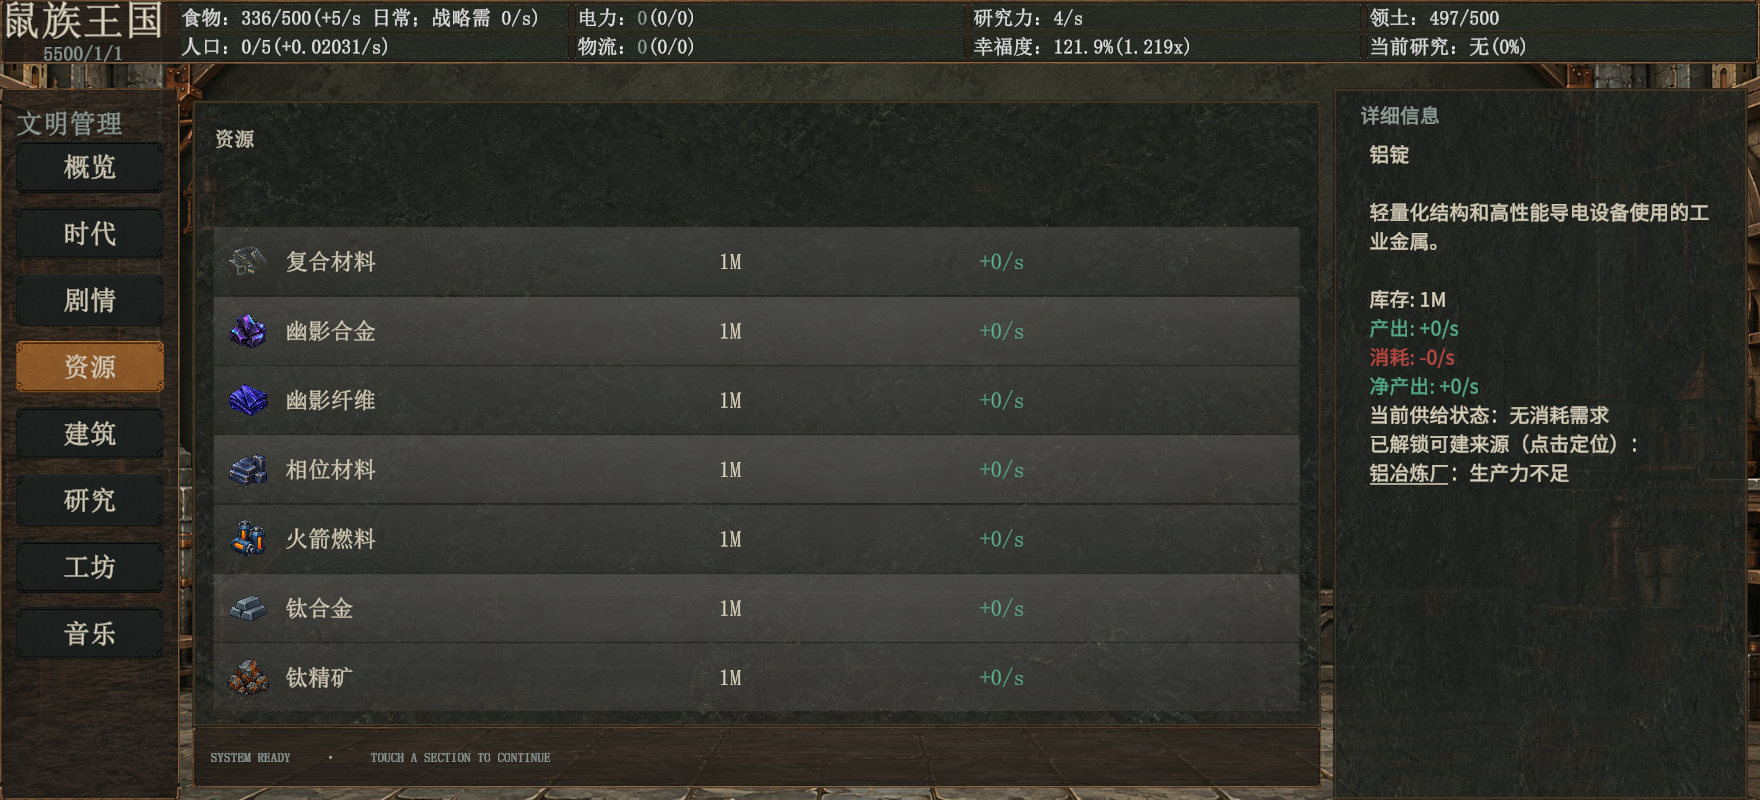 鼠族王国
5500/1/1
食物: 336/500(+5/s 日常; 战略需 0/s)
人口: 0/5(+0.02031/s)
电力: 0(0/0)
物流: 0(0/0)
研究力: 4/s
幸福度: 121.9%(1.219x)
领土: 497/500
当前研究: 无(0%)
文明管理
概览
时代
剧情
资源
建筑
研究
工坊
音乐
资源
复合材料 1M +0/s
幽影合金 1M +0/s
幽影纤维 1M +0/s
相位材料 1M +0/s
火箭燃料 1M +0/s
钛合金 1M +0/s
钛精矿 1M +0/s
SYSTEM READY · TOUCH A SECTION TO CONTINUE
详细信息
铝锭
轻量化结构和高性能导电设备使用的工
业金属。
库存: 1M
产出: +0/s
消耗: -0/s
净产出: +0/s
当前供给状态: 无消耗需求
已解锁可建来源（点击定位）:
铝冶炼厂: 生产力不足